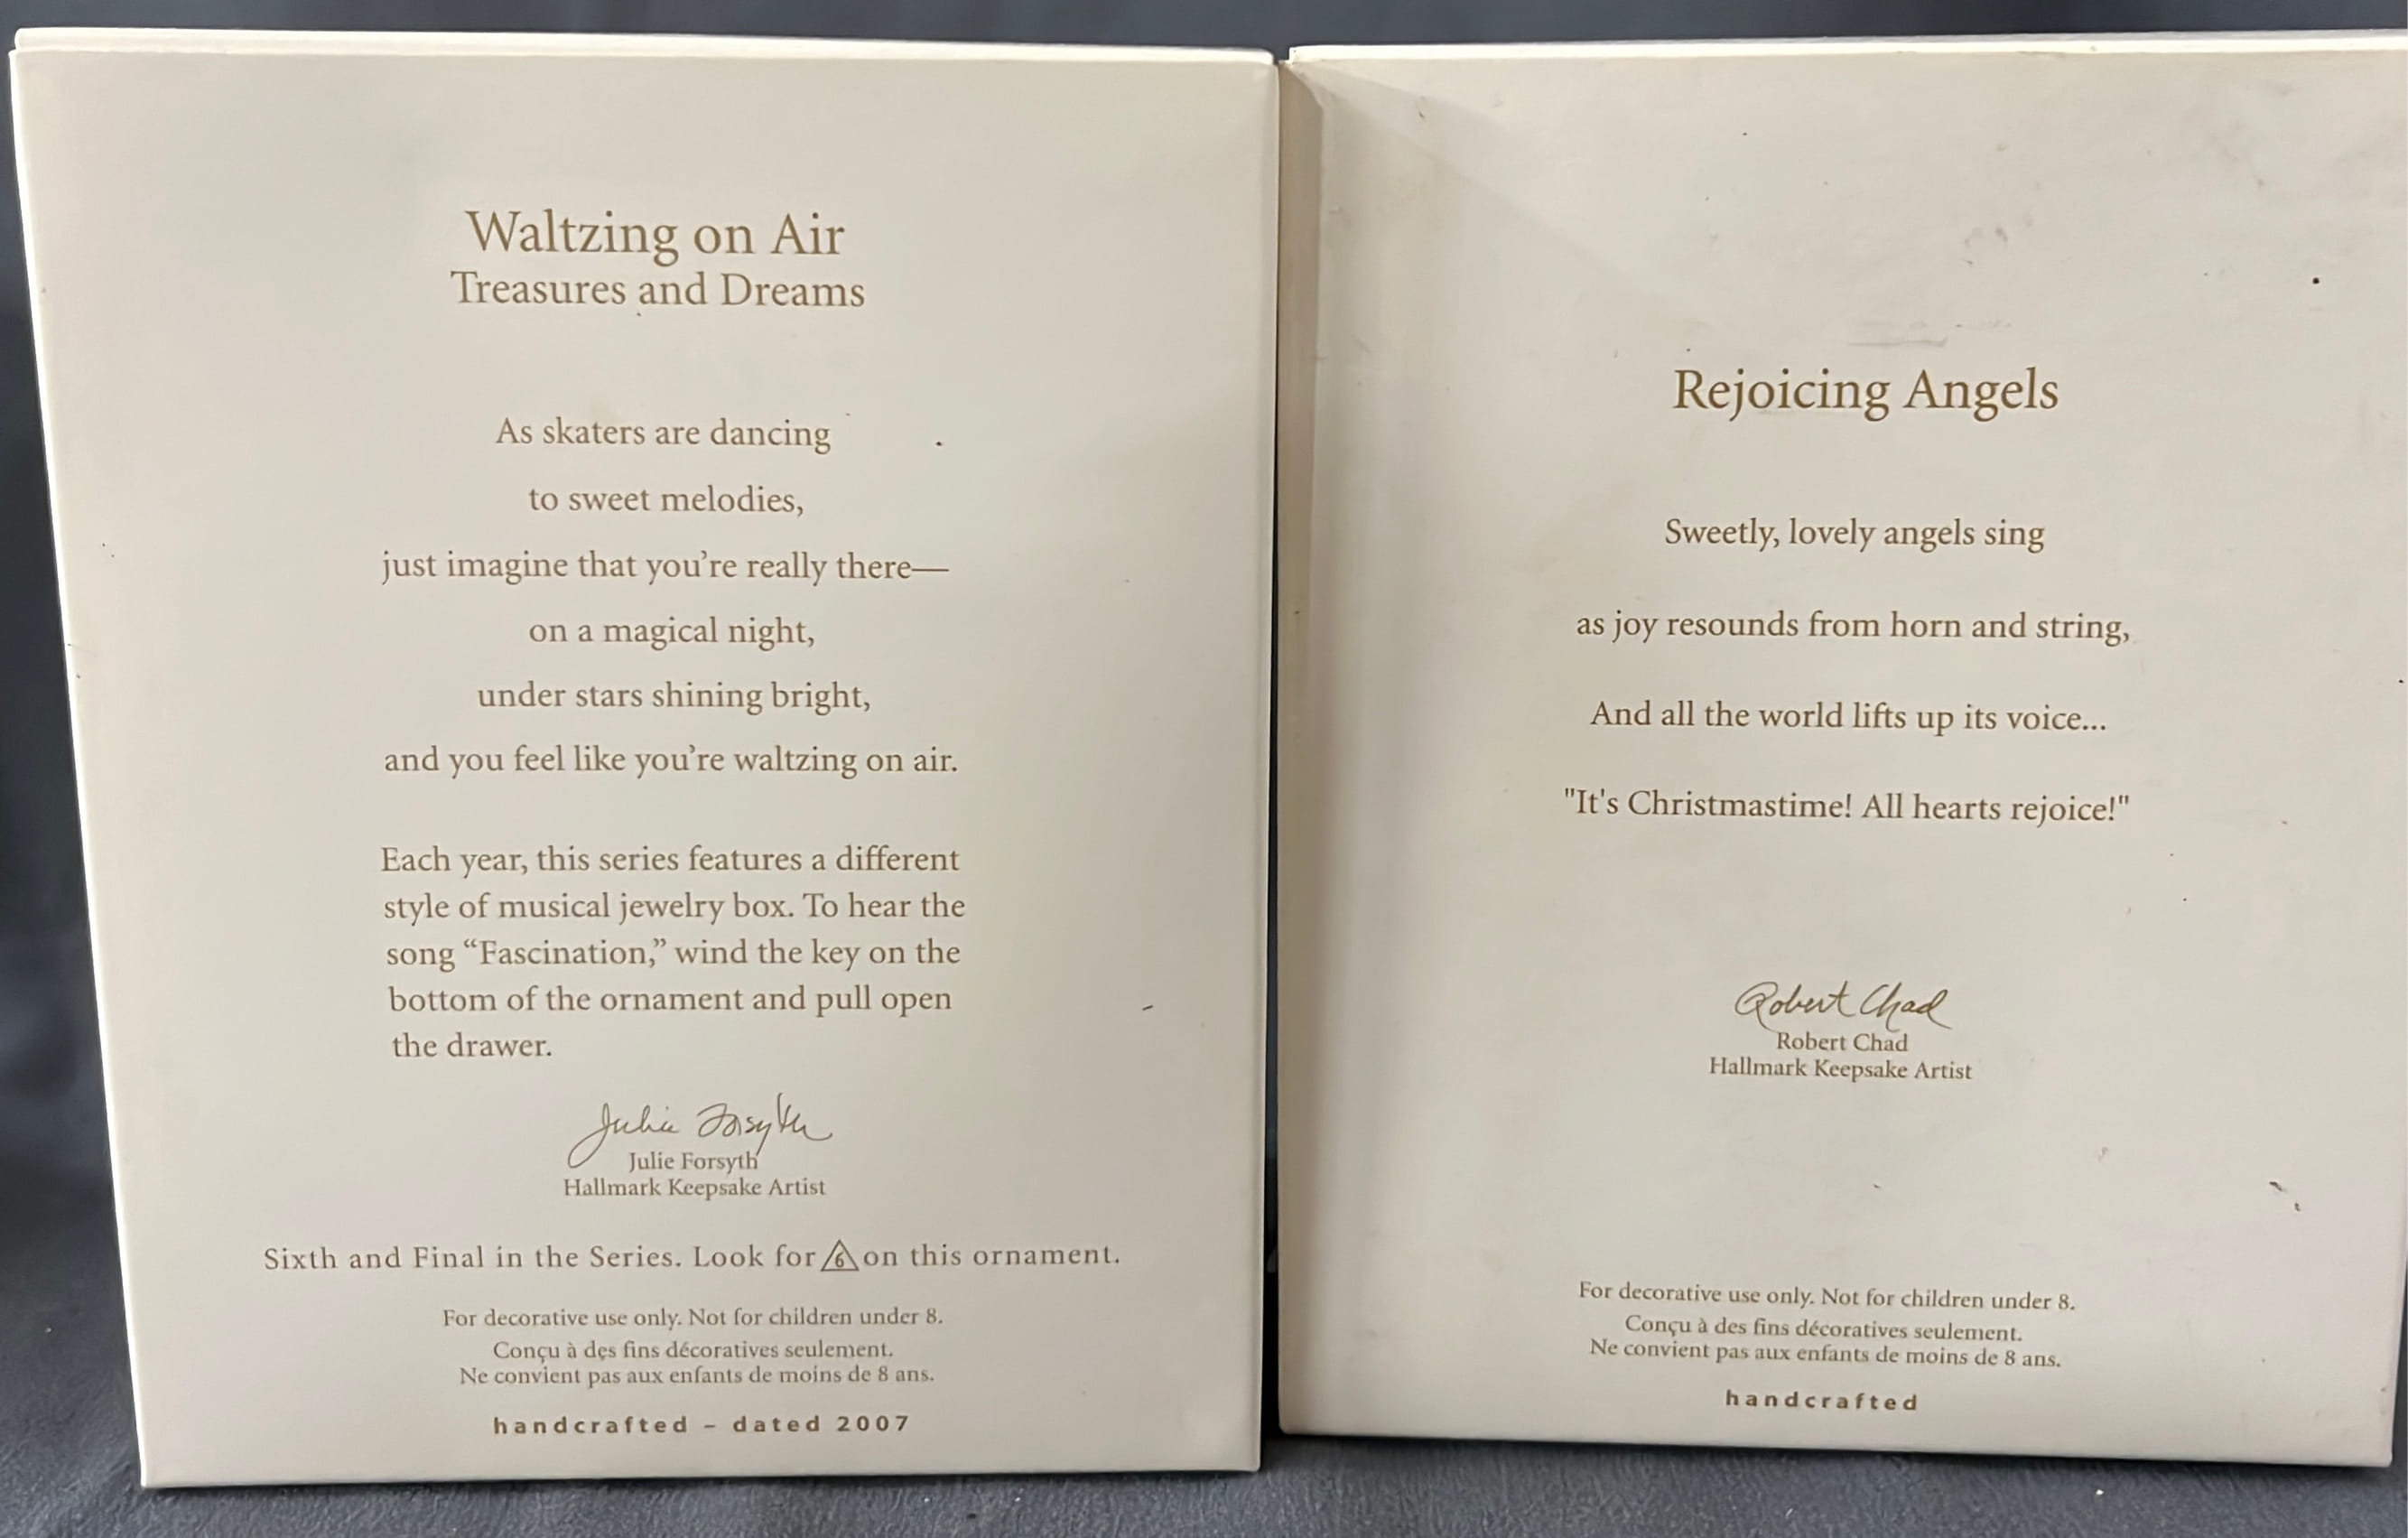 Waltzing on Air
Treasures and Dreams
As skaters are dancing
to sweet melodies,
just imagine that you’re really there—
on a magical night,
under stars shining bright,
and you feel like you’re waltzing on air.
Each year, this series features a different
style of musical jewelry box. To hear the
song “Fascination,” wind the key on the
bottom of the ornament and pull open
the drawer.
Julie Forsyth
Julie Forsyth
Hallmark Keepsake Artist
Sixth and Final in the Series. Look for 6 on this ornament.
For decorative use only. Not for children under 8.
Conçu à des fins décoratives seulement.
Ne convient pas aux enfants de moins de 8 ans.
handcrafted – dated 2007
Rejoicing Angels
Sweetly, lovely angels sing
as joy resounds from horn and string,
And all the world lifts up its voice...
"It's Christmastime! All hearts rejoice!"
Robert Chad
Robert Chad
Hallmark Keepsake Artist
For decorative use only. Not for children under 8.
Conçu à des fins décoratives seulement.
Ne convient pas aux enfants de moins de 8 ans.
handcrafted